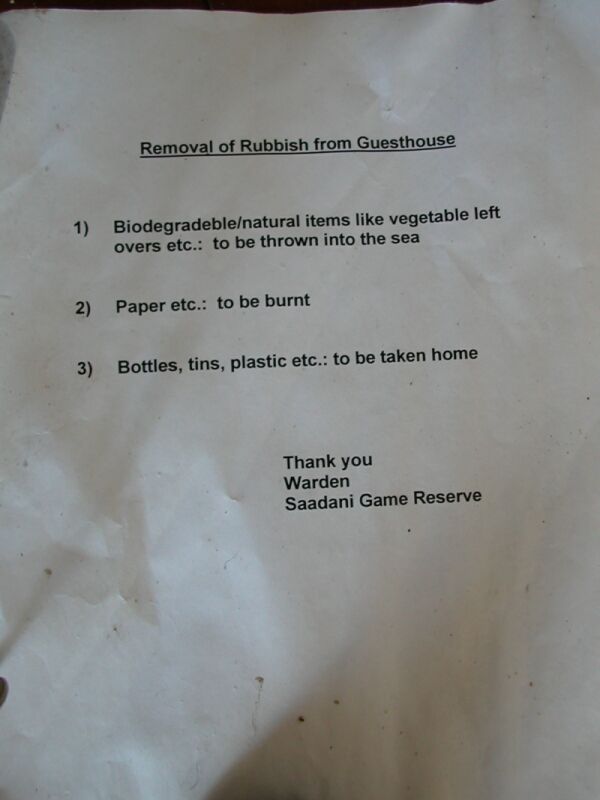 Removal of Rubbish from Guesthouse
1) Biodegradeble/natural items like vegetable left
overs etc.: to be thrown into the sea
2) Paper etc.: to be burnt
3) Bottles, tins, plastic etc.: to be taken home
Thank you
Warden
Saadani Game Reserve